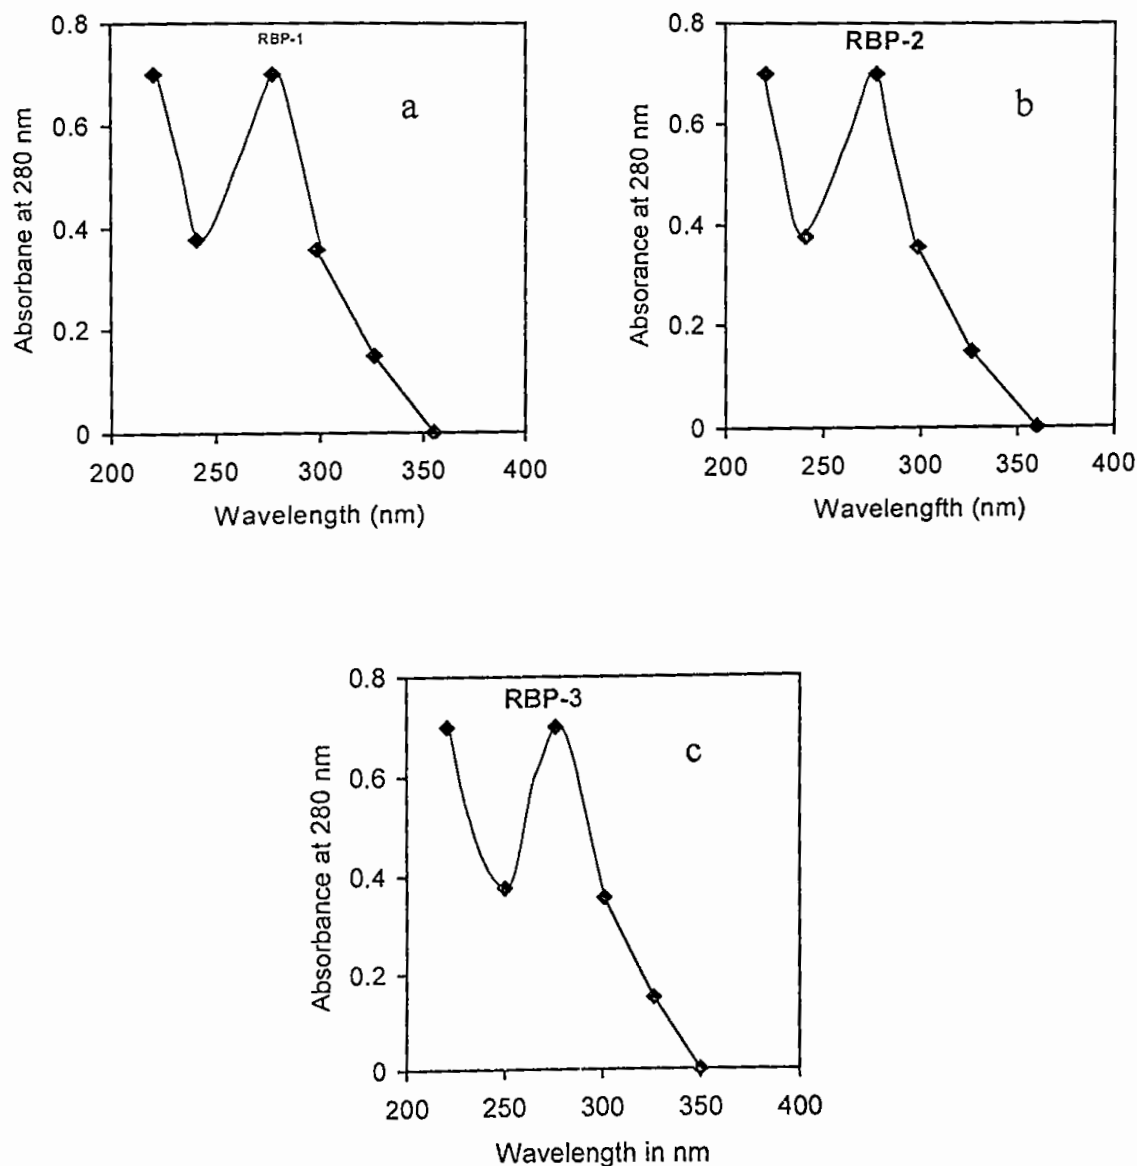 RBP-1
a
Absorbane at 280 nm
0.8
0.6
0.4
0.2
0
200 250 300 350 400
Wavelength (nm)
RBP-2
b
Absorance at 280 nm
0.8
0.6
0.4
0.2
0
200 250 300 350 400
Wavelengfth (nm)
RBP-3
c
Absorbance at 280 nm
0.8
0.6
0.4
0.2
0
200 250 300 350 400
Wavelength in nm